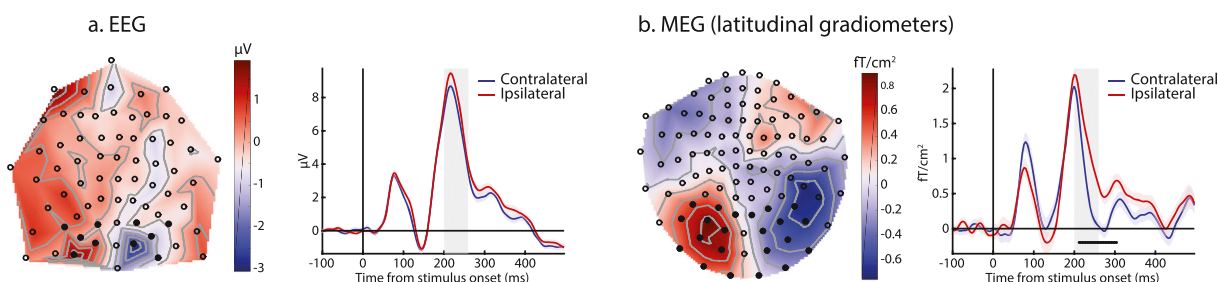 a. EEG
b. MEG (latitudinal gradiometers)
µV
1
0
-1
-2
-3
8
6
4
2
0
µV
Contralateral
Ipsilateral
-100 0 100 200 300 400
Time from stimulus onset (ms)
fT/cm²
0.8
0.6
0.4
0.2
0
-0.2
-0.4
-0.6
2
1.5
1
0.5
0
fT/cm²
Contralateral
Ipsilateral
-100 0 100 200 300 400
Time from stimulus onset (ms)